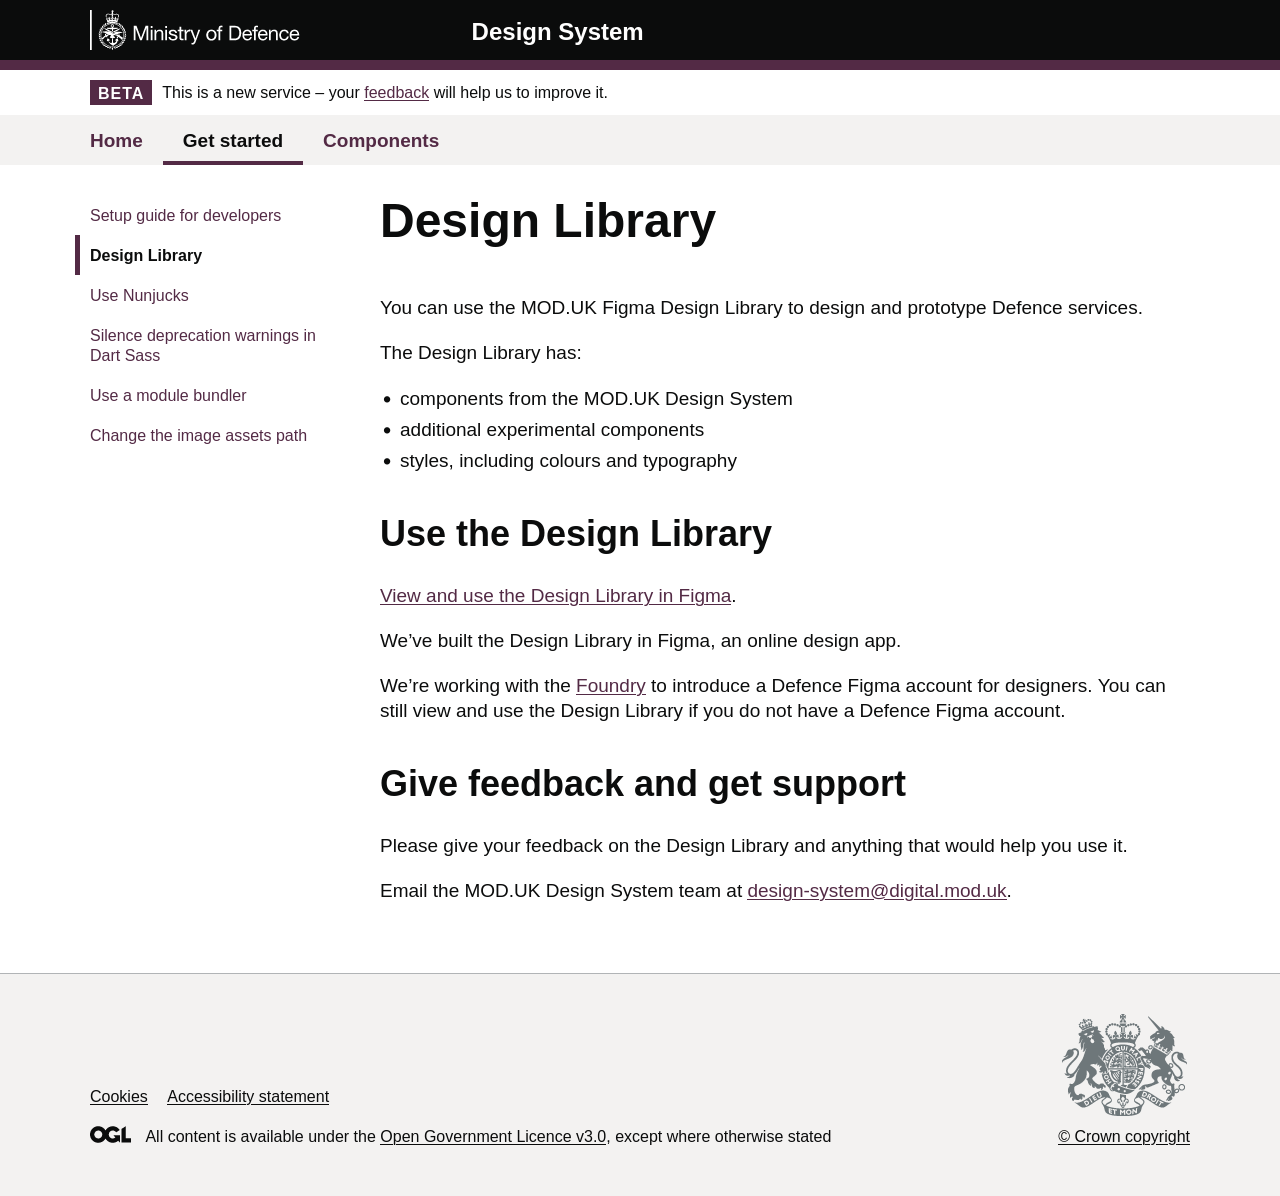 Ministry of Defence
Design System
BETA This is a new service – your feedback will help us to improve it.
Home Get started Components
Setup guide for developers
Design Library
Use Nunjucks
Silence deprecation warnings in
Dart Sass
Use a module bundler
Change the image assets path
Design Library
You can use the MOD.UK Figma Design Library to design and prototype Defence services.
The Design Library has:
components from the MOD.UK Design System
additional experimental components
styles, including colours and typography
Use the Design Library
View and use the Design Library in Figma.
We’ve built the Design Library in Figma, an online design app.
We’re working with the Foundry to introduce a Defence Figma account for designers. You can
still view and use the Design Library if you do not have a Defence Figma account.
Give feedback and get support
Please give your feedback on the Design Library and anything that would help you use it.
Email the MOD.UK Design System team at design-system@digital.mod.uk.
Cookies Accessibility statement
OGL All content is available under the Open Government Licence v3.0, except where otherwise stated
DIEU ET MON DROIT
© Crown copyright